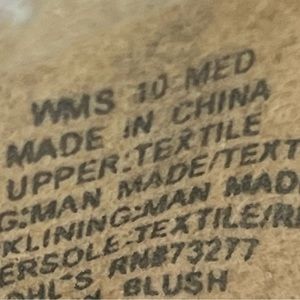 WMS 10 MED
MADE IN CHINA
UPPER:TEXTILE
G:MAN MADE/TEXT
KLINING:MAN MAD
ERSOLE-TEXTILE/R
HL'S RN#73277
BLUSH